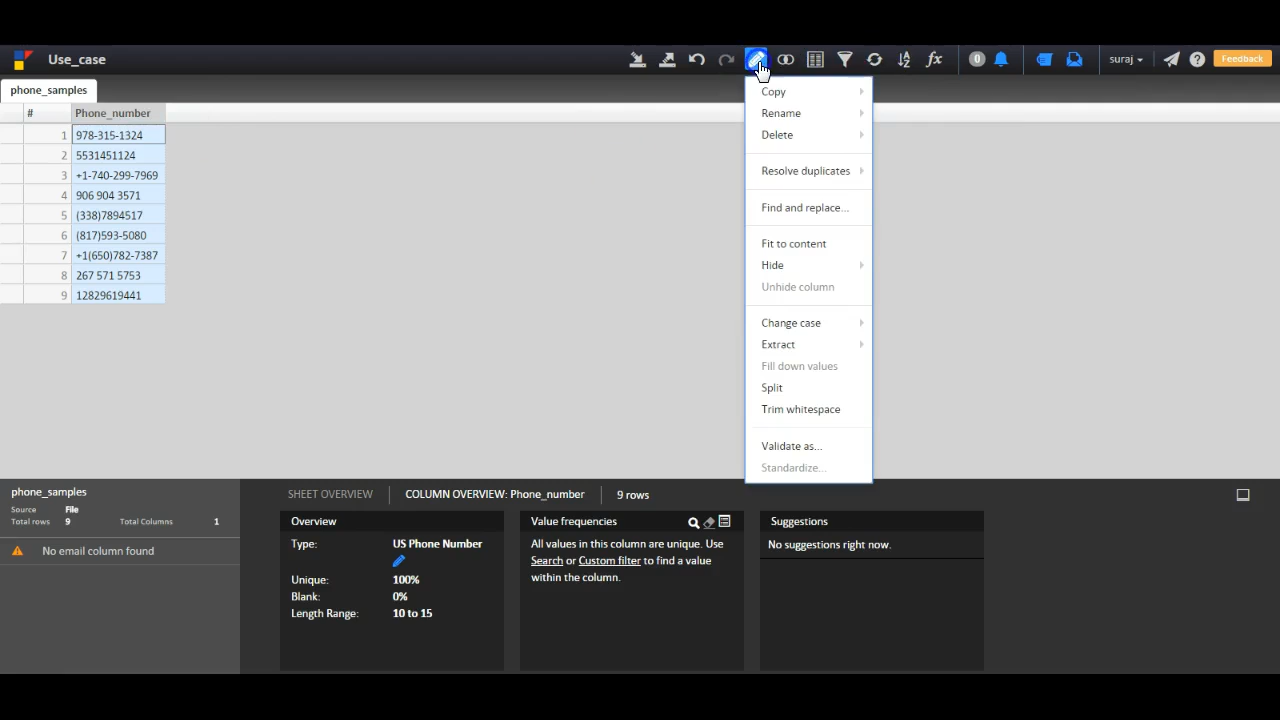 Use_case
0
suraj
?
Feedback
phone_samples
# Phone_number
1 978-315-1324
2 5531451124
3 +1-740-299-7969
4 906 904 3571
5 (338)7894517
6 (817)593-5080
7 +1(650)782-7387
8 267 571 5753
9 12829619441
fx
Copy
Rename
Delete
Resolve duplicates
Find and replace...
Fit to content
Hide
Unhide column
Change case
Extract
Fill down values
Split
Trim whitespace
Validate as...
Standardize...
phone_samples
Source File
Total rows 9 Total Columns 1
No email column found
SHEET OVERVIEW
COLUMN OVERVIEW: Phone_number
9 rows
Overview
Type: US Phone Number
Unique: 100%
Blank: 0%
Length Range: 10 to 15
Value frequencies
All values in this column are unique. Use
Search or Custom filter to find a value
within the column.
Suggestions
No suggestions right now.